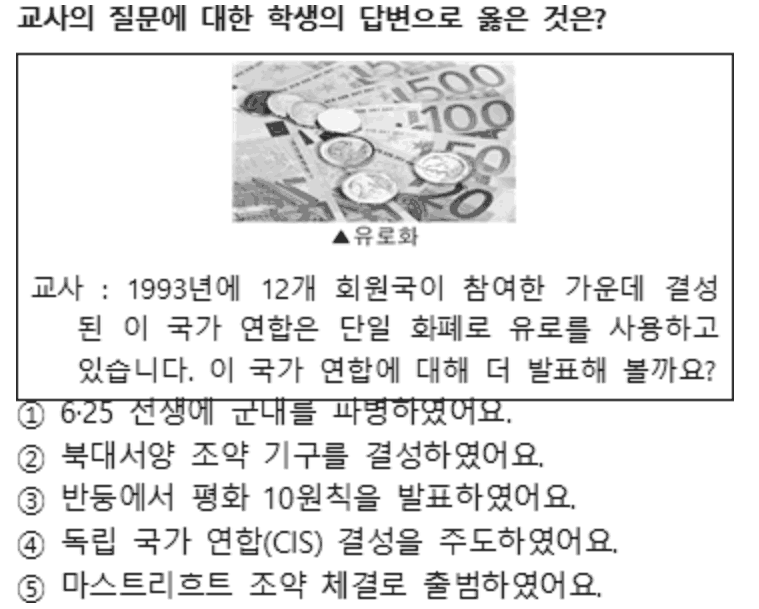 교사의 질문에 대한 학생의 답변으로 옳은 것은?
500
100
50
20
▲유로화
교사 : 1993년에 12개 회원국이 참여한 가운데 결성
된 이 국가 연합은 단일 화폐로 유로를 사용하고
있습니다. 이 국가 연합에 대해 더 발표해 볼까요?
① 6·25 전쟁에 군대를 파병하였어요.
② 북대서양 조약 기구를 결성하였어요.
③ 반둥에서 평화 10원칙을 발표하였어요.
④ 독립 국가 연합(CIS) 결성을 주도하였어요.
⑤ 마스트리흐트 조약 체결로 출범하였어요.